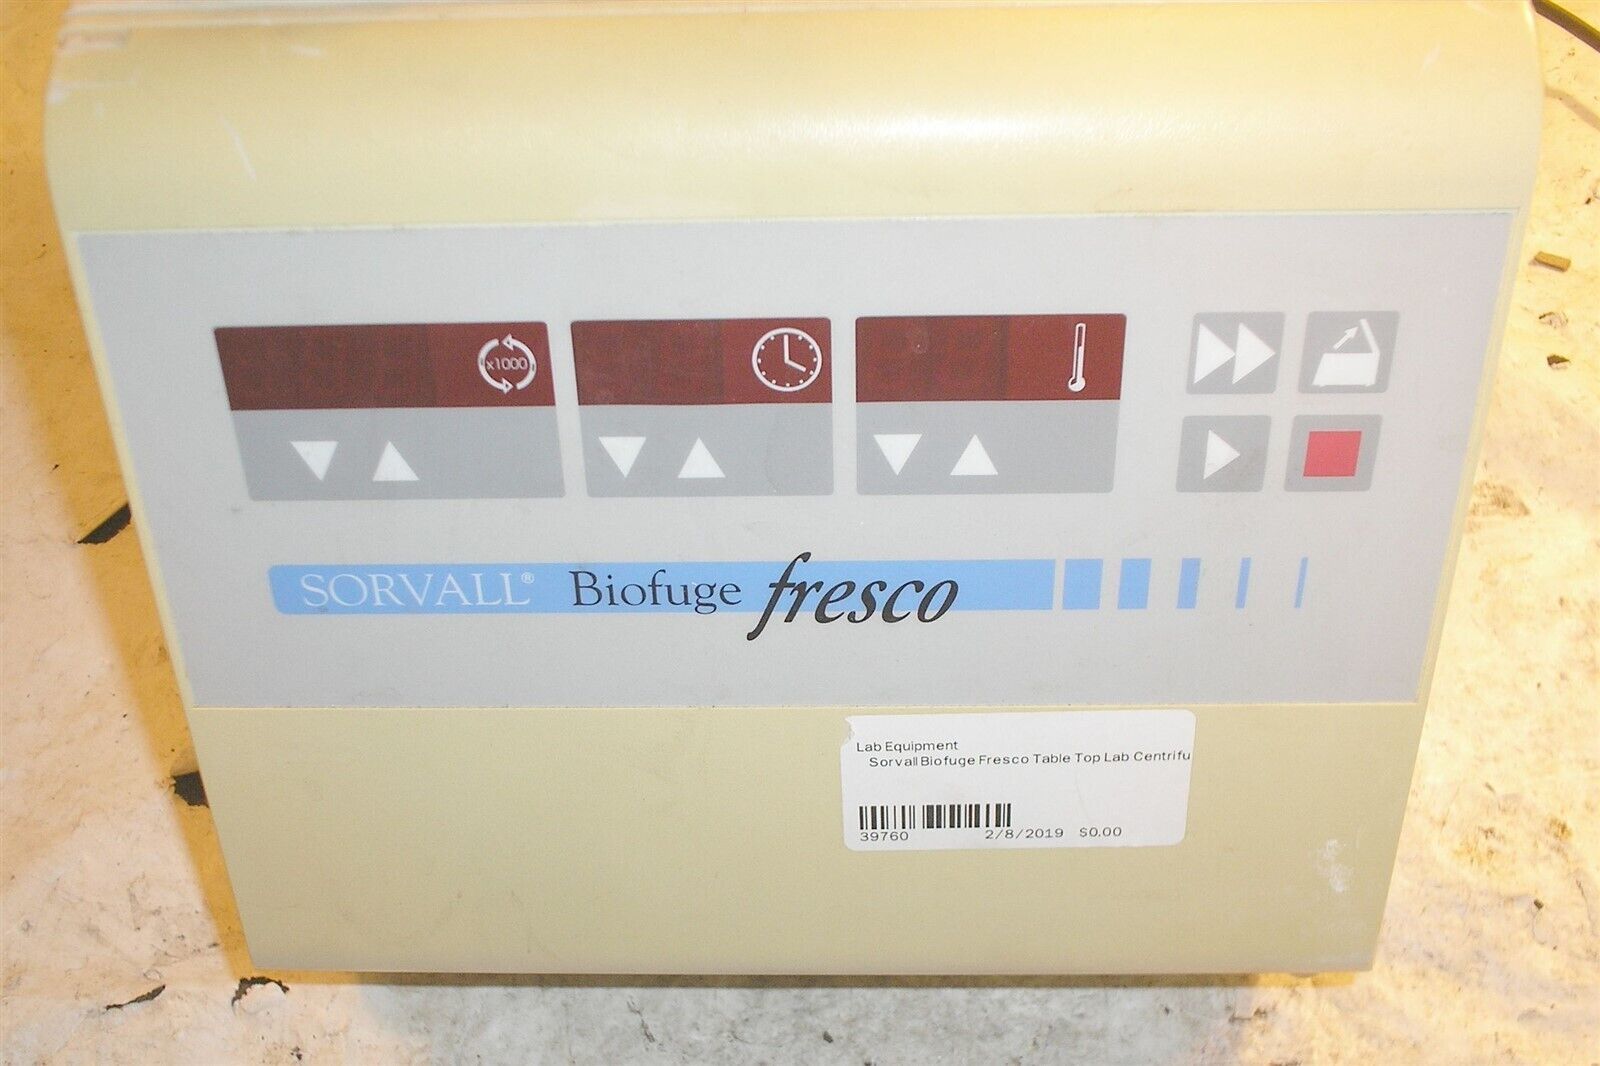 x1000
SORVALL® Biofuge fresco
Lab Equipment
Sorvall Biofuge Fresco Table Top Lab Centrifu
39760 2/8/2019 $0.00